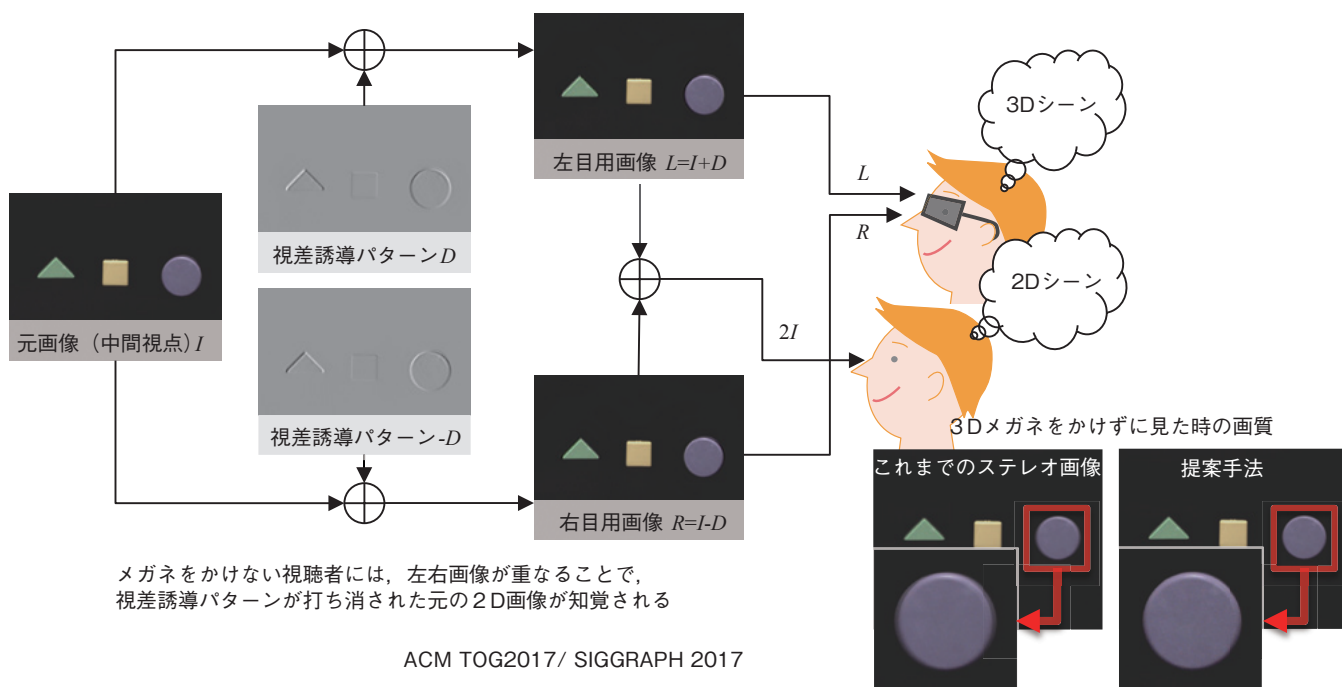 3Dシーン
左目用画像 L=I+D
L
R
視差誘導パターンD
2Dシーン
元画像（中間視点）I
2I
視差誘導パターン-D
3Dメガネをかけずに見た時の画質
これまでのステレオ画像
提案手法
右目用画像 R=I-D
メガネをかけない視聴者には，左右画像が重なることで，
視差誘導パターンが打ち消された元の２D画像が知覚される
ACM TOG2017/ SIGGRAPH 2017